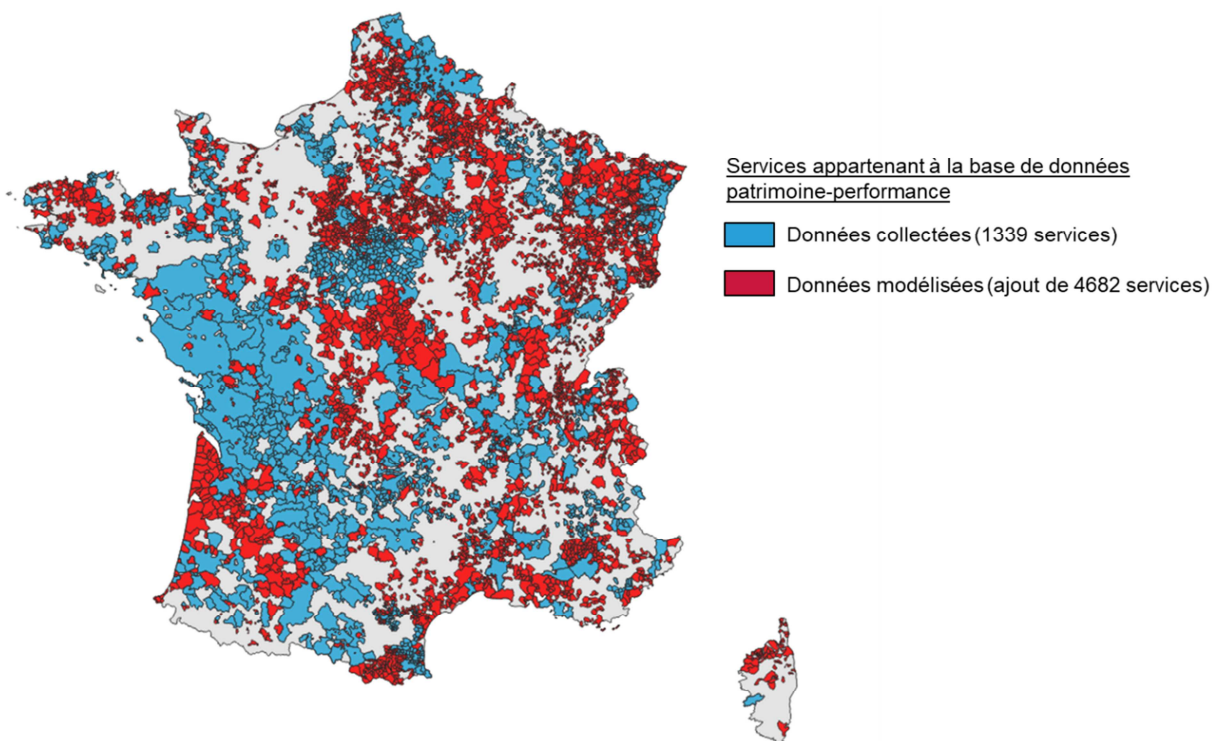 Services appartenant à la base de données
patrimoine-performance
Données collectées (1339 services)
Données modélisées (ajout de 4682 services)